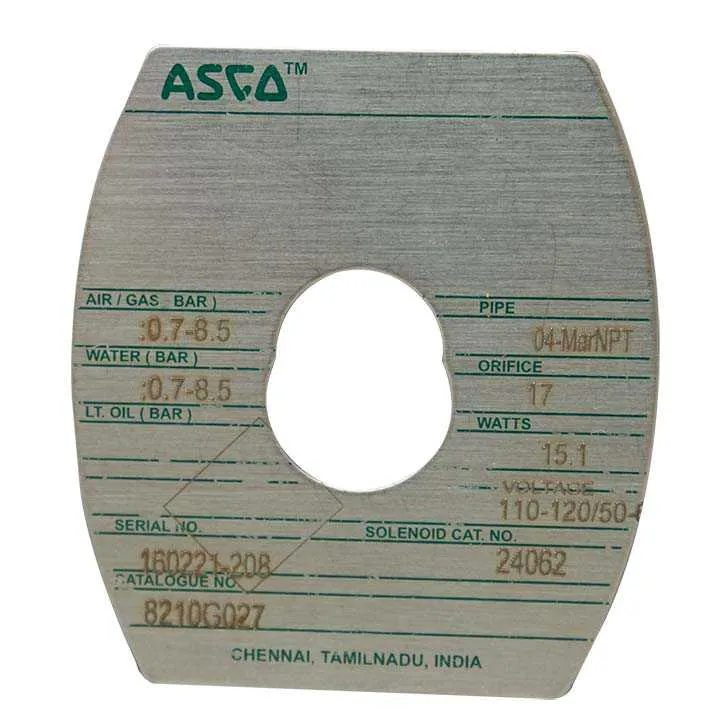 ASCO™
AIR / GAS - BAR )
:0.7-8.5
WATER ( BAR )
:0.7-8.5
LT. OIL ( BAR )
PIPE
04-MarNPT
ORIFICE
17
WATTS
15.1
VOLTAGE
110-120/50-6
SERIAL NO.
160221-208
SOLENOID CAT. NO.
24062
CATALOGUE NO
8210G027
CHENNAI, TAMILNADU, INDIA